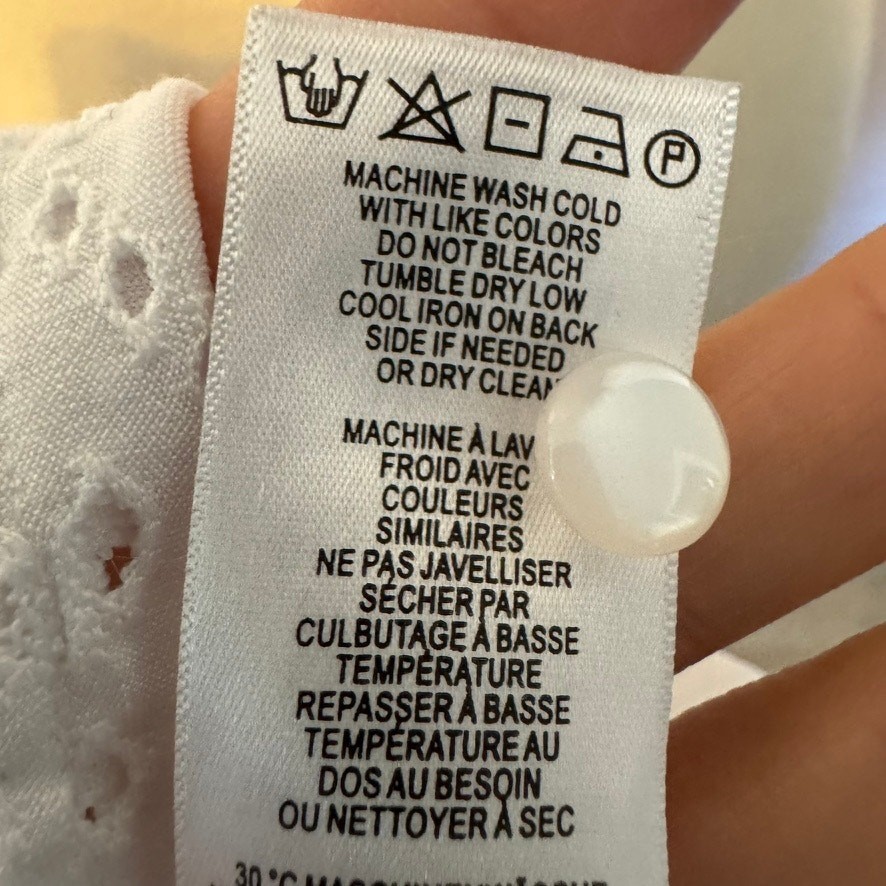 P
MACHINE WASH COLD
WITH LIKE COLORS
DO NOT BLEACH
TUMBLE DRY LOW
COOL IRON ON BACK
SIDE IF NEEDED
OR DRY CLEAN
MACHINE À LAV
FROID AVEC
COULEURS
SIMILAIRES
NE PAS JAVELLISER
SÉCHER PAR
CULBUTAGE À BASSE
TEMPÉRATURE
REPASSER À BASSE
TEMPÉRATURE AU
DOS AU BESOIN
OU NETTOYER À SEC
30 °C